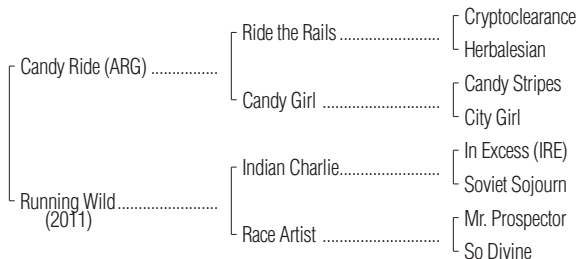 Cryptoclearance
Ride the Rails ........................
Herbalesian
Candy Ride (ARG) ................
Candy Stripes
Candy Girl ............................
City Girl
In Excess (IRE)
Indian Charlie........................
Soviet Sojourn
Running Wild........................
(2011)
Mr. Prospector
Race Artist ............................
So Divine